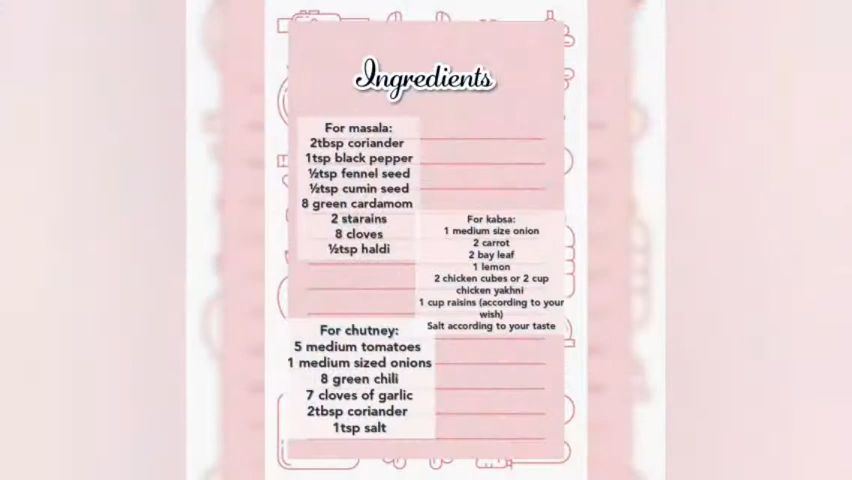 Ingredients
For masala:
2tbsp coriander
1tsp black pepper
½tsp fennel seed
½tsp cumin seed
8 green cardamom
2 starains
8 cloves
½tsp haldi
For kabsa:
1 medium size onion
2 carrot
2 bay leaf
1 lemon
2 chicken cubes or 2 cup
chicken yakhni
1 cup raisins (according to your
wish)
Salt according to your taste
For chutney:
5 medium tomatoes
1 medium sized onions
8 green chili
7 cloves of garlic
2tbsp coriander
1tsp salt